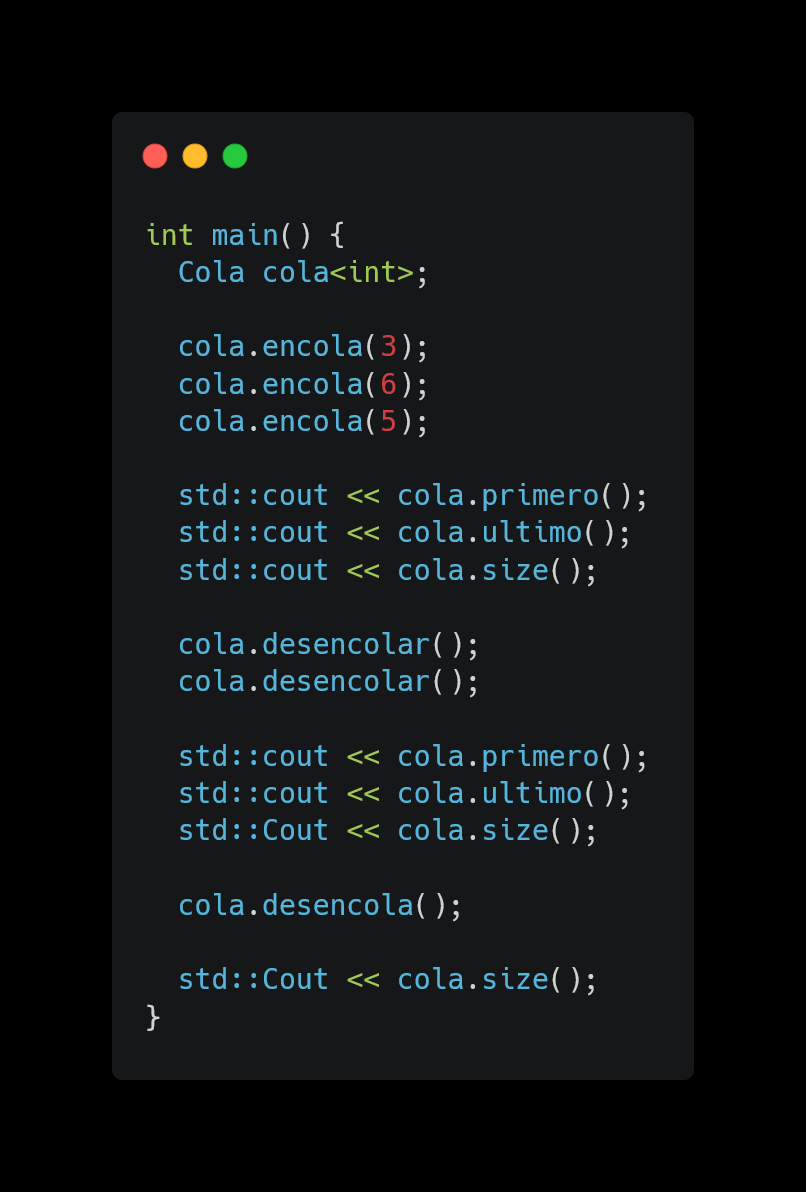 int main() {
  Cola cola<int>;

  cola.encola(3);
  cola.encola(6);
  cola.encola(5);

  std::cout << cola.primero();
  std::cout << cola.ultimo();
  std::cout << cola.size();

  cola.desencolar();
  cola.desencolar();

  std::cout << cola.primero();
  std::cout << cola.ultimo();
  std::Cout << cola.size();

  cola.desencola();

  std::Cout << cola.size();
}